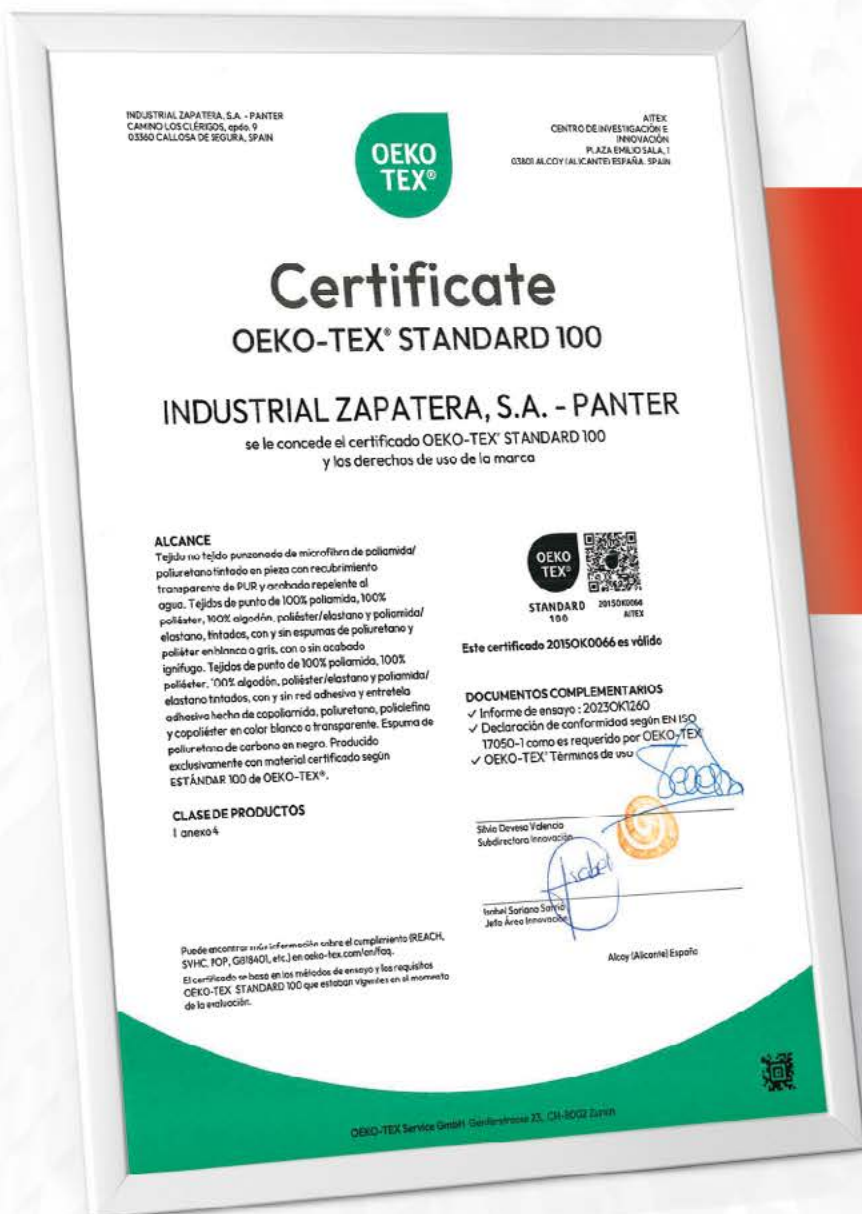 INDUSTRIAL ZAPATERA, S.A. - PANTER
CAMINO LOS CLÉRIGOS, apdo. 9
03360 CALLOSA DE SEGURA, SPAIN
OEKO
TEX®
AITEX
CENTRO DE INVESTIGACIÓN E
INNOVACIÓN
PLAZA EMILIO SALA, 1
03801 ALCOY (ALICANTE) ESPAÑA. SPAIN
Certificate
OEKO-TEX® STANDARD 100
INDUSTRIAL ZAPATERA, S.A. - PANTER
se le concede el certificado OEKO-TEX® STANDARD 100
y los derechos de uso de la marca
ALCANCE
Tejido no tejido punzonado de microfibra de poliamida/
poliuretano tintado en pieza con recubrimiento
transparente de PUR y acabado repelente al
agua. Tejidos de punto de 100% poliamida, 100%
poliéster, 100% algodón, poliéster/elastano y poliamida/
elastano, tintados, con y sin espumas de poliuretano y
poliéter en blanco o gris, con o sin acabado
ignífugo. Tejidos de punto de 100% poliamida, 100%
poliéster, 100% algodón, poliéster/elastano y poliamida/
elastano tintados, con y sin red adhesiva y entretela
adhesiva hecha de copoliamida, poliuretano, poliolefina
y copoliéster en color blanco o transparente. Espuma de
poliuretano de carbono en negro. Producido
exclusivamente con material certificado según
ESTÁNDAR 100 de OEKO-TEX®.
CLASE DE PRODUCTOS
I anexo 4
OEKO
TEX®
STANDARD
100
2015OK0066
AITEX
Este certificado 2015OK0066 es válido
DOCUMENTOS COMPLEMENTARIOS
✓ Informe de ensayo : 2023OK1260
✓ Declaración de conformidad según EN ISO
17050-1 como es requerido por OEKO-TEX
✓ OEKO-TEX® Términos de uso
Silvia Devesa Valencia
Subdirectora Innovación
Isabel
Isabel Soriano Sarrió
Jefa Área Innovación
Alcoy (Alicante) España
Puede encontrar más información sobre el cumplimiento (REACH,
SVHC, POP, GB18401, etc.) en oeko-tex.com/en/faq.
El certificado se basa en los métodos de ensayo y los requisitos
OEKO-TEX® STANDARD 100 que estaban vigentes en el momento
de la evaluación.
OEKO-TEX Service GmbH Genferstrasse 23, CH-8002 Zurich